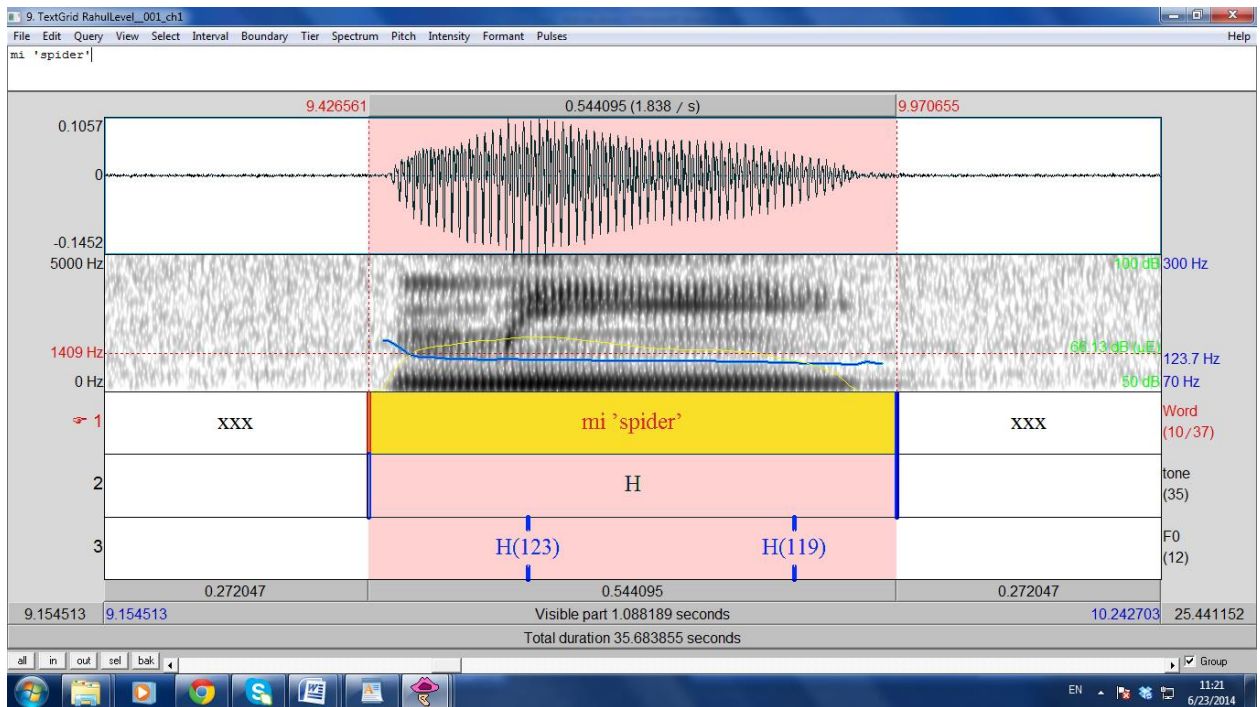 9. TextGrid RahulLevel__001_ch1
File Edit Query View Select Interval Boundary Tier Spectrum Pitch Intensity Formant Pulses Help
mi 'spider'
9.426561 0.544095 (1.838 / s) 9.970655
0.1057
0
-0.1452
5000 Hz 100 dB 300 Hz
1409 Hz 66.13 dB (µE) 123.7 Hz
0 Hz 50 dB 70 Hz
1 xxx mi ’spider’ xxx Word (10/37)
2 H tone (35)
3 H(123) H(119) F0 (12)
0.272047 0.544095 0.272047
9.154513 9.154513 Visible part 1.088189 seconds 10.242703 25.441152
Total duration 35.683855 seconds
all in out sel bak Group
EN 11:21
6/23/2014